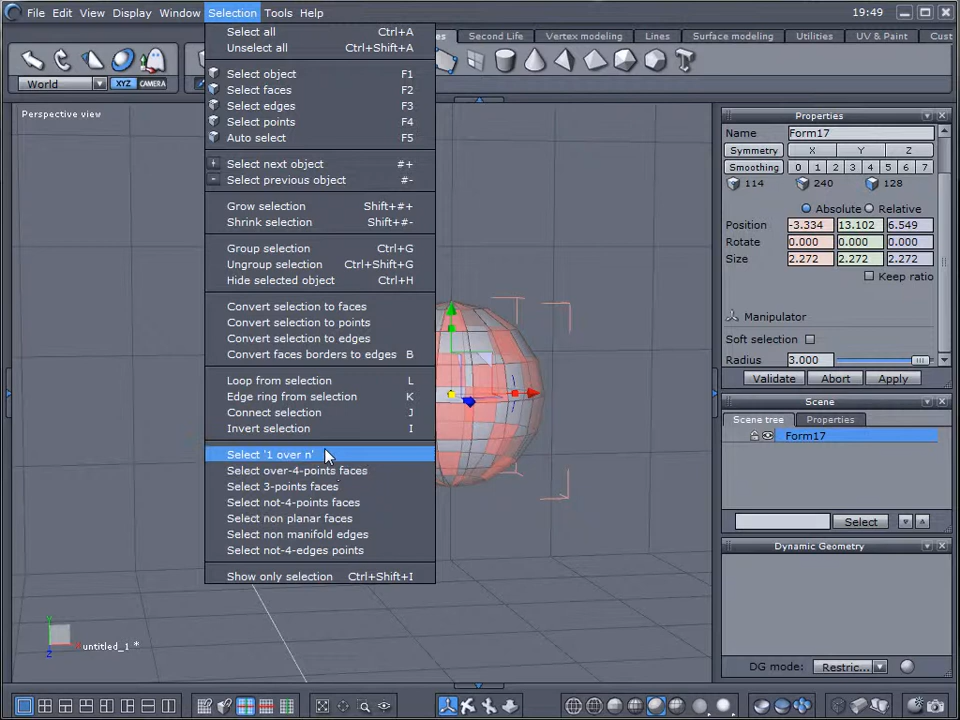 File Edit View Display Window Selection Tools Help 19:49
Second Life Vertex modeling Lines Surface modeling Utilities UV & Paint Cust
World XYZ CAMERA
Perspective view
Select all Ctrl+A
Unselect all Ctrl+Shift+A
Select object F1
Select faces F2
Select edges F3
Select points F4
Auto select F5
Select next object #+
Select previous object #-
Grow selection Shift+#+
Shrink selection Shift+#-
Group selection Ctrl+G
Ungroup selection Ctrl+Shift+G
Hide selected object Ctrl+H
Convert selection to faces
Convert selection to points
Convert selection to edges
Convert faces borders to edges B
Loop from selection L
Edge ring from selection K
Connect selection J
Invert selection I
Select '1 over n'
Select over-4-points faces
Select 3-points faces
Select not-4-points faces
Select non planar faces
Select non manifold edges
Select not-4-edges points
Show only selection Ctrl+Shift+I
Properties
Name Form17
Symmetry X Y Z
Smoothing 0 1 2 3 4 5 6 7
114 240 128
Absolute Relative
Position -3.334 13.102 6.549
Rotate 0.000 0.000 0.000
Size 2.272 2.272 2.272
Keep ratio
Manipulator
Soft selection
Radius 3.000
Validate Abort Apply
Scene
Scene tree Properties
Form17
Select
Dynamic Geometry
DG mode: Restric...
Y
Z
untitled_1 *